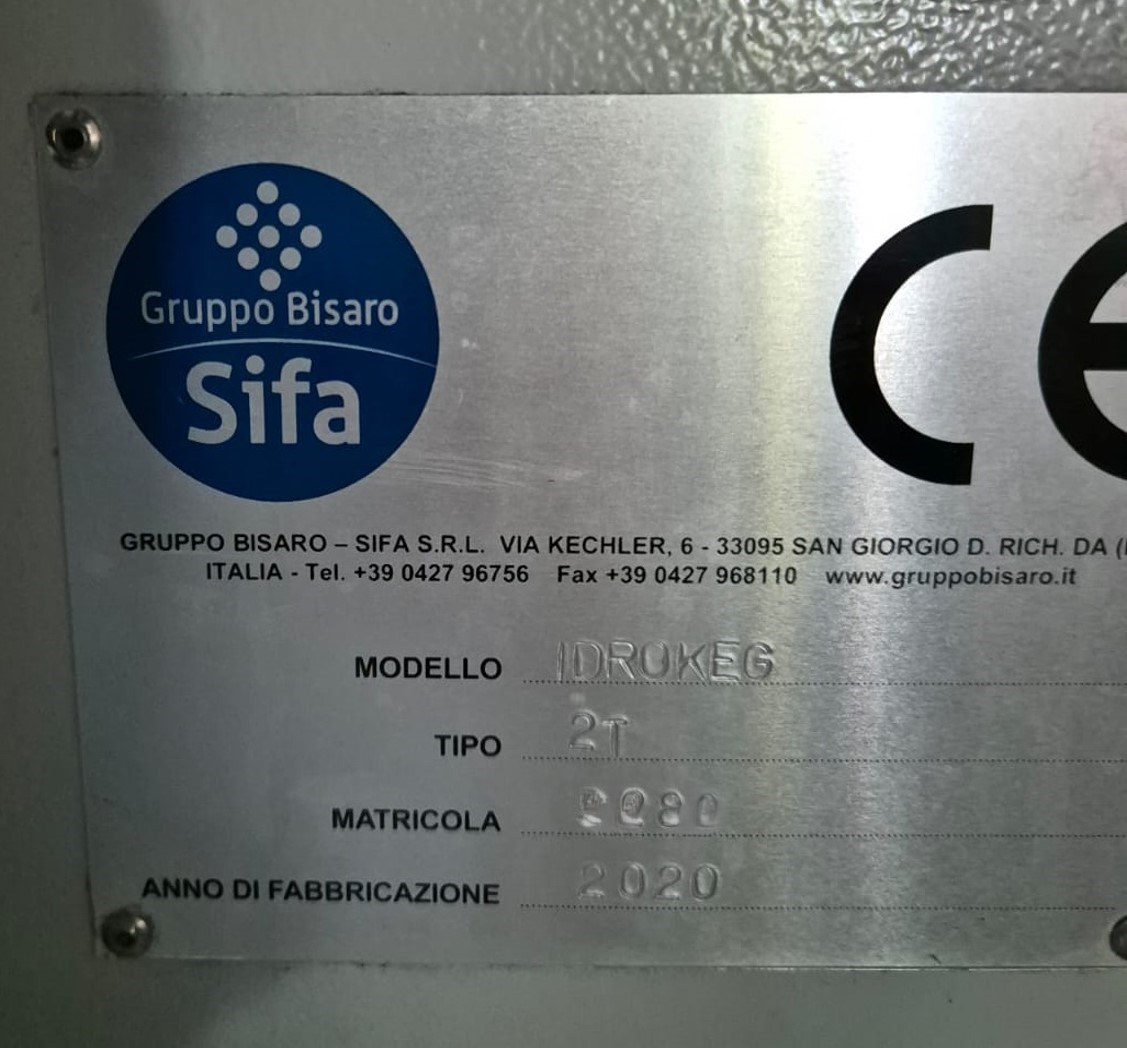 Gruppo Bisaro
Sifa
CE
GRUPPO BISARO – SIFA S.R.L. VIA KECHLER, 6 - 33095 SAN GIORGIO D. RICH. DA
ITALIA - Tel. +39 0427 96756 Fax +39 0427 968110 www.gruppobisaro.it
MODELLO IDROKEG
TIPO 2T
MATRICOLA
ANNO DI FABBRICAZIONE 2020